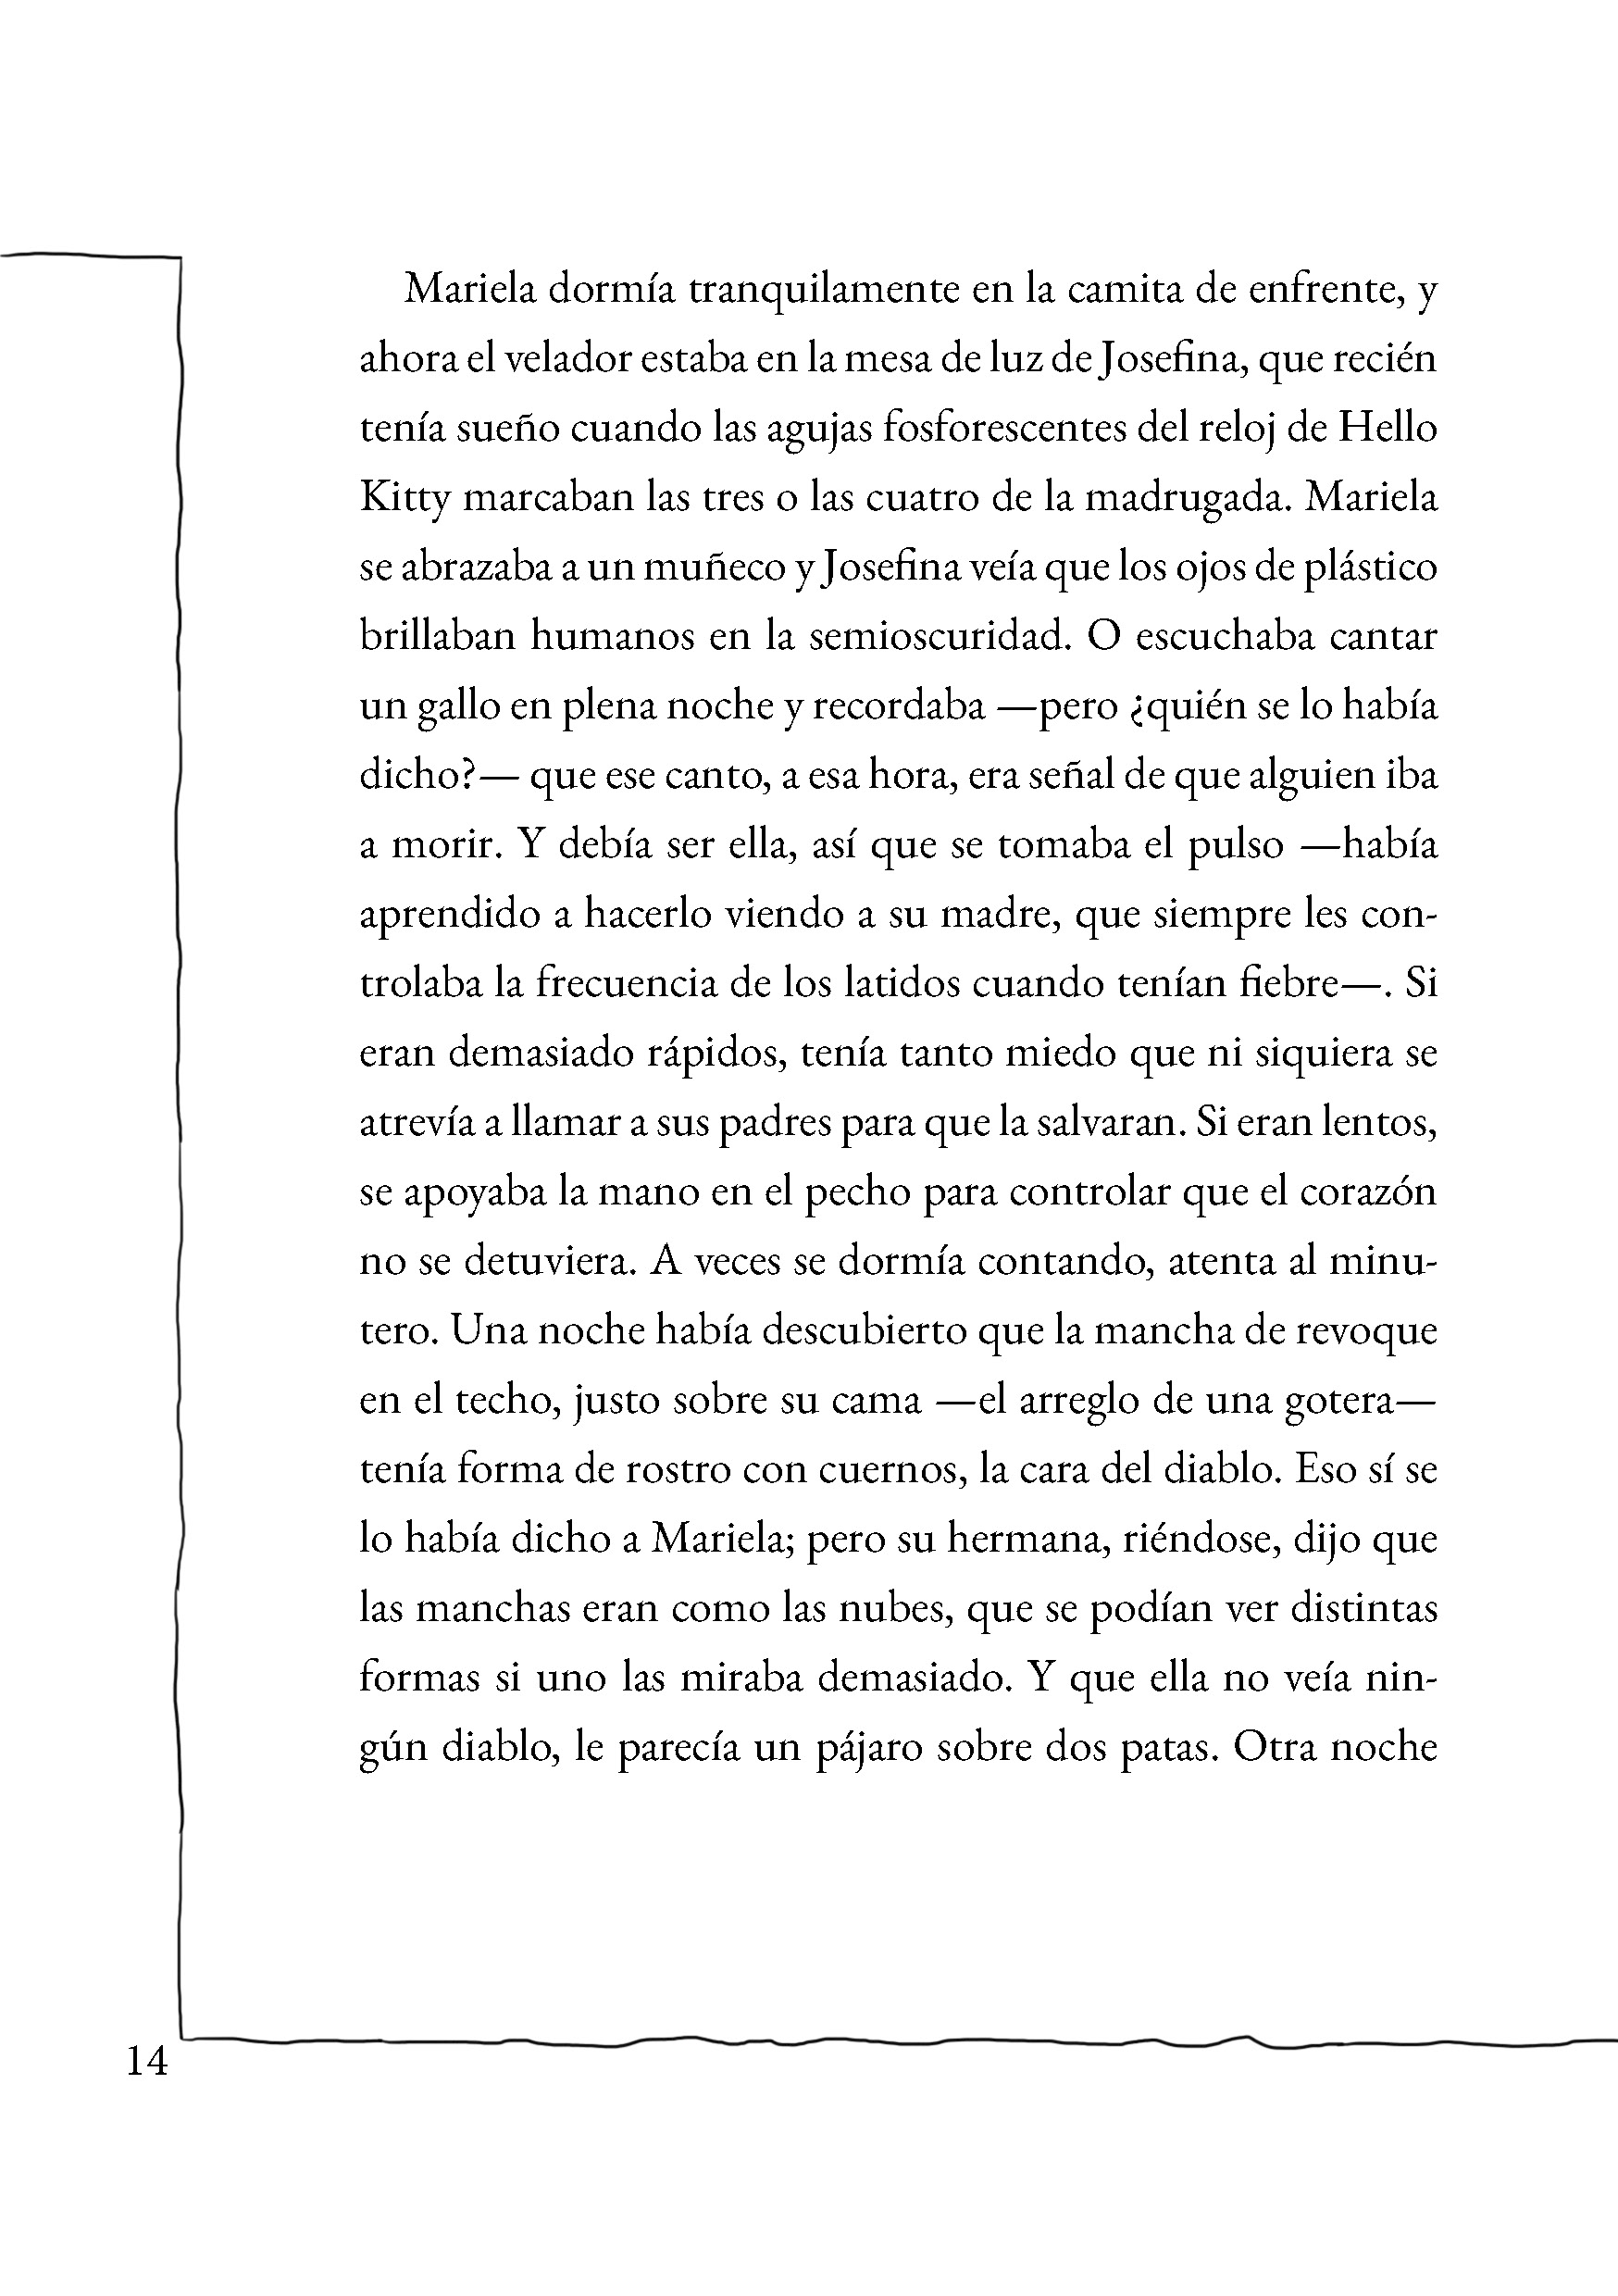 Mariela dormía tranquilamente en la camita de enfrente, y
ahora el velador estaba en la mesa de luz de Josefina, que recién
tenía sueño cuando las agujas fosforescentes del reloj de Hello
Kitty marcaban las tres o las cuatro de la madrugada. Mariela
se abrazaba a un muñeco y Josefina veía que los ojos de plástico
brillaban humanos en la semioscuridad. O escuchaba cantar
un gallo en plena noche y recordaba —pero ¿quién se lo había
dicho?— que ese canto, a esa hora, era señal de que alguien iba
a morir. Y debía ser ella, así que se tomaba el pulso —había
aprendido a hacerlo viendo a su madre, que siempre les con-
trolaba la frecuencia de los latidos cuando tenían fiebre—. Si
eran demasiado rápidos, tenía tanto miedo que ni siquiera se
atrevía a llamar a sus padres para que la salvaran. Si eran lentos,
se apoyaba la mano en el pecho para controlar que el corazón
no se detuviera. A veces se dormía contando, atenta al minu-
tero. Una noche había descubierto que la mancha de revoque
en el techo, justo sobre su cama —el arreglo de una gotera—
tenía forma de rostro con cuernos, la cara del diablo. Eso sí se
lo había dicho a Mariela; pero su hermana, riéndose, dijo que
las manchas eran como las nubes, que se podían ver distintas
formas si uno las miraba demasiado. Y que ella no veía nin-
gún diablo, le parecía un pájaro sobre dos patas. Otra noche
14